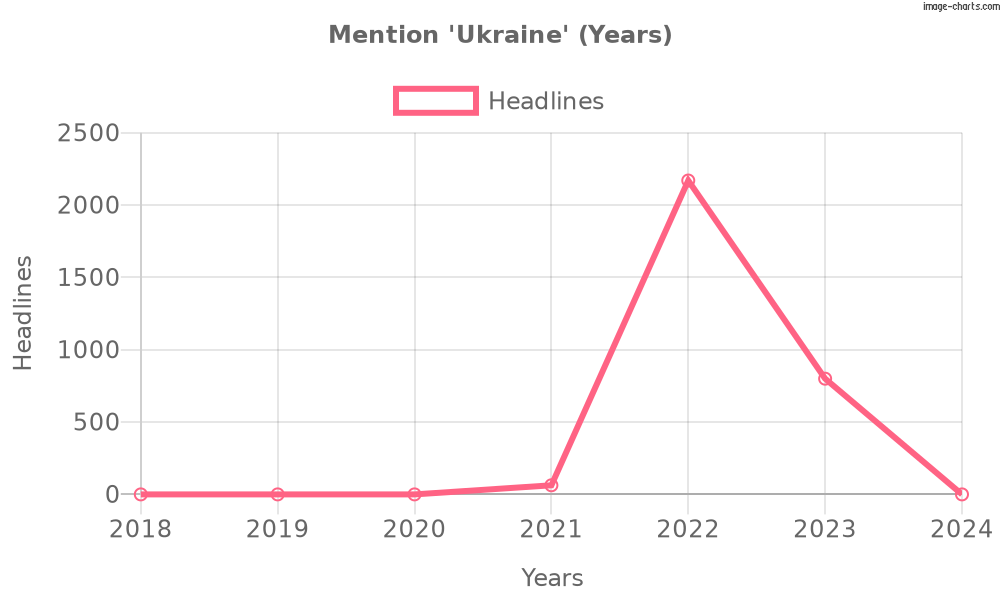 image-charts.com
Mention 'Ukraine' (Years)
Headlines
2500
2000
1500
1000
500
0
Headlines
2018 2019 2020 2021 2022 2023 2024
Years